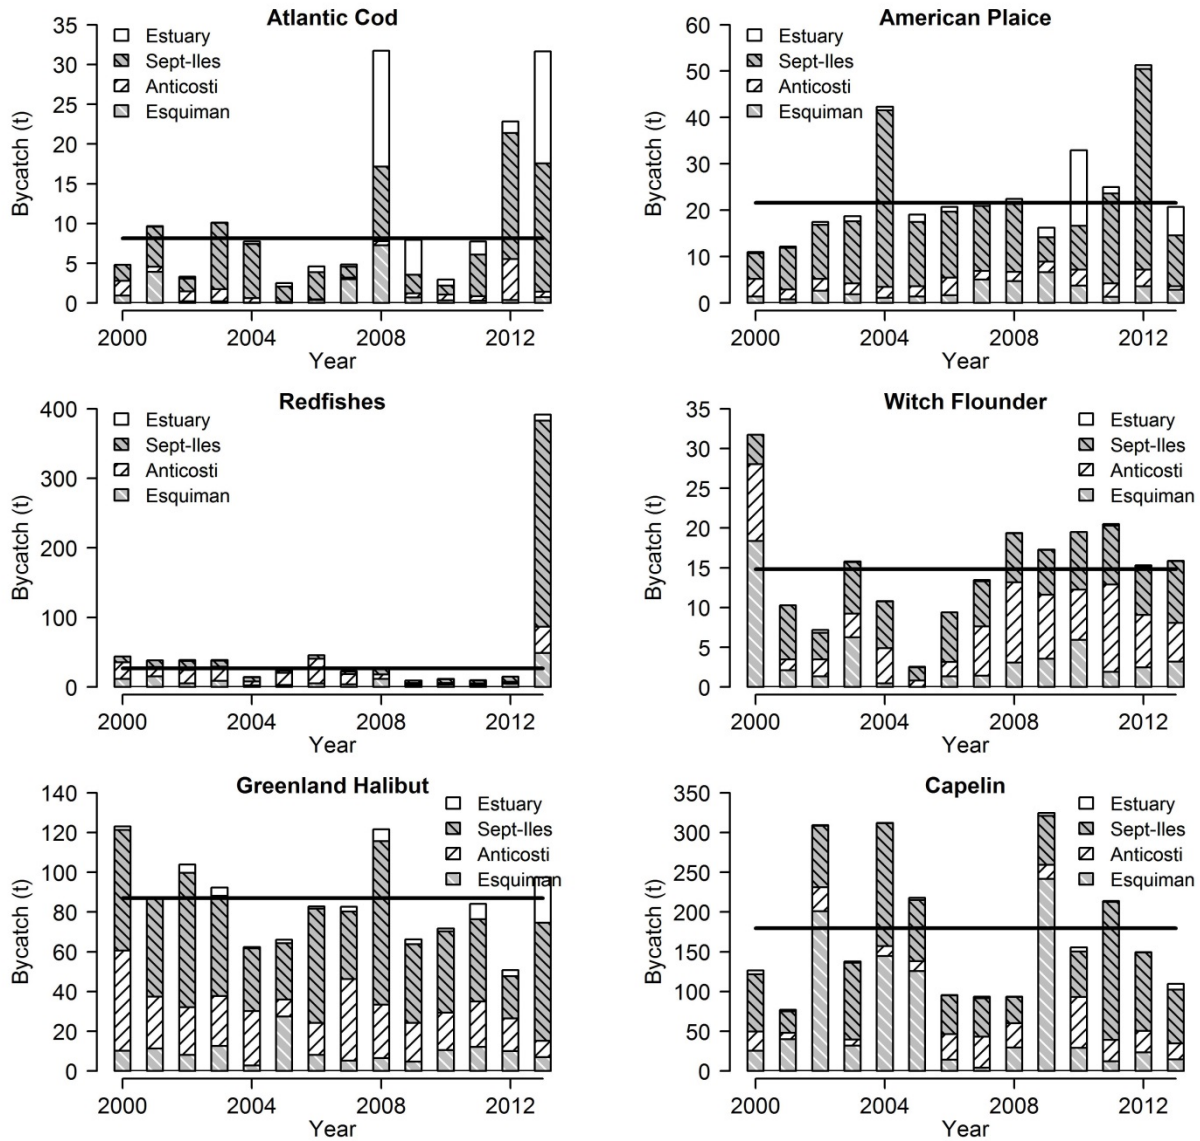 Atlantic Cod
Bycatch (t)
35
30
25
20
15
10
5
0
Estuary
Sept-Iles
Anticosti
Esquiman
2000 2004 2008 2012
Year
American Plaice
Bycatch (t)
60
50
40
30
20
10
0
Estuary
Sept-Iles
Anticosti
Esquiman
2000 2004 2008 2012
Year
Redfishes
Bycatch (t)
400
300
200
100
0
Estuary
Sept-Iles
Anticosti
Esquiman
2000 2004 2008 2012
Year
Witch Flounder
Bycatch (t)
35
30
25
20
15
10
5
0
Estuary
Sept-Iles
Anticosti
Esquiman
2000 2004 2008 2012
Year
Greenland Halibut
Bycatch (t)
140
120
100
80
60
40
20
0
Estuary
Sept-Iles
Anticosti
Esquiman
2000 2004 2008 2012
Year
Capelin
Bycatch (t)
350
300
250
200
150
100
50
0
Estuary
Sept-Iles
Anticosti
Esquiman
2000 2004 2008 2012
Year